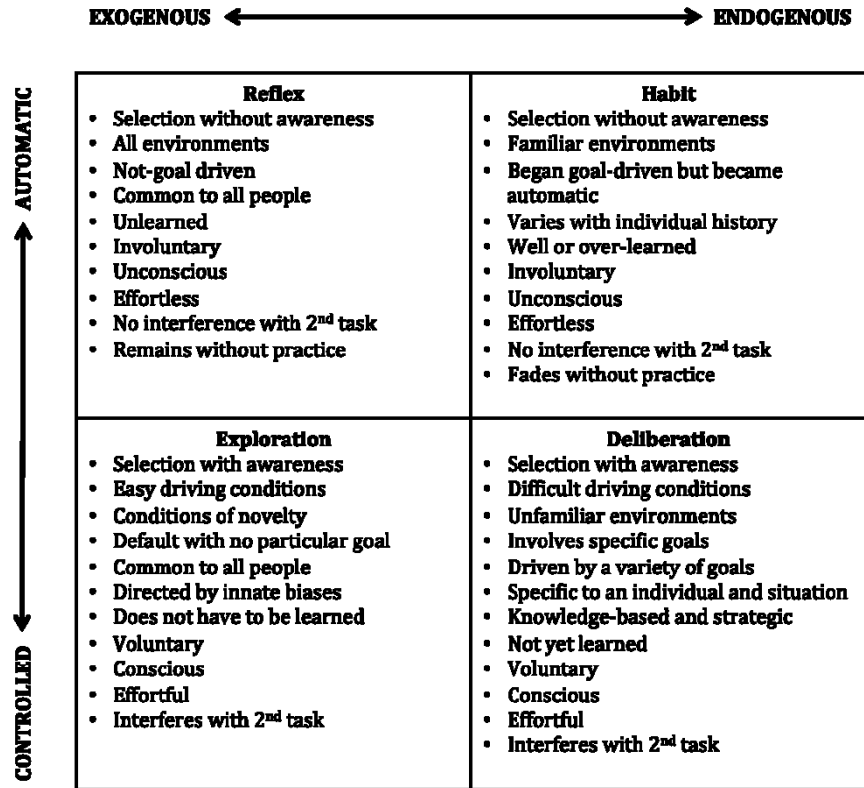 EXOGENOUS ENDOGENOUS
AUTOMATIC
CONTROLLED
Reflex
• Selection without awareness
• All environments
• Not-goal driven
• Common to all people
• Unlearned
• Involuntary
• Unconscious
• Effortless
• No interference with 2nd task
• Remains without practice
Habit
• Selection without awareness
• Familiar environments
• Began goal-driven but became
automatic
• Varies with individual history
• Well or over-learned
• Involuntary
• Unconscious
• Effortless
• No interference with 2nd task
• Fades without practice
Exploration
• Selection with awareness
• Easy driving conditions
• Conditions of novelty
• Default with no particular goal
• Common to all people
• Directed by innate biases
• Does not have to be learned
• Voluntary
• Conscious
• Effortful
• Interferes with 2nd task
Deliberation
• Selection with awareness
• Difficult driving conditions
• Unfamiliar environments
• Involves specific goals
• Driven by a variety of goals
• Specific to an individual and situation
• Knowledge-based and strategic
• Not yet learned
• Voluntary
• Conscious
• Effortful
• Interferes with 2nd task